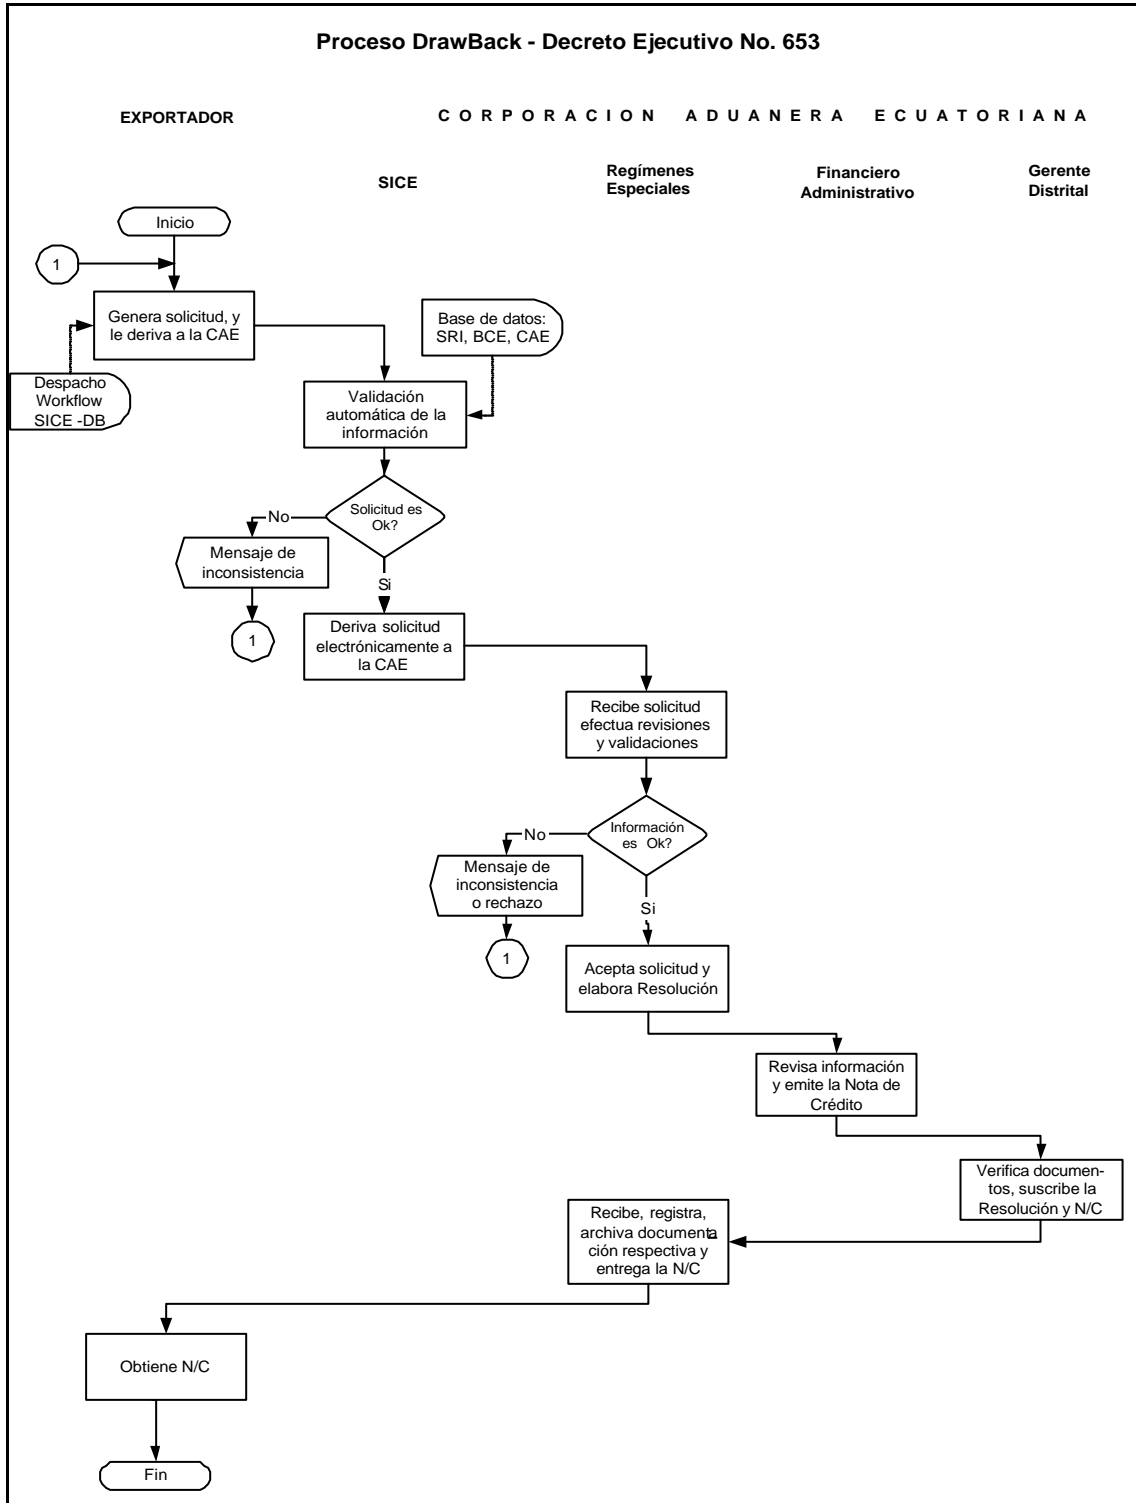 Proceso DrawBack - Decreto Ejecutivo No. 653
EXPORTADOR
CORPORACION ADUANERA ECUATORIANA
SICE
Regímenes
Especiales
Financiero
Administrativo
Gerente
Distrital
Inicio
1
Genera solicitud, y
le deriva a la CAE
Base de datos:
SRI, BCE, CAE
Despacho
Workflow
SICE -DB
Validación
automática de la
información
Solicitud es
Ok?
No
Mensaje de
inconsistencia
Si
1
Deriva solicitud
electrónicamente a
la CAE
Recibe solicitud
efectua revisiones
y validaciones
Información
es Ok?
No
Mensaje de
inconsistencia
o rechazo
Si
1
Acepta solicitud y
elabora Resolución
Revisa información
y emite la Nota de
Crédito
Verifica documen-
tos, suscribe la
Resolución y N/C
Recibe, registra,
archiva documenta-
ción respectiva y
entrega la N/C
Obtiene N/C
Fin